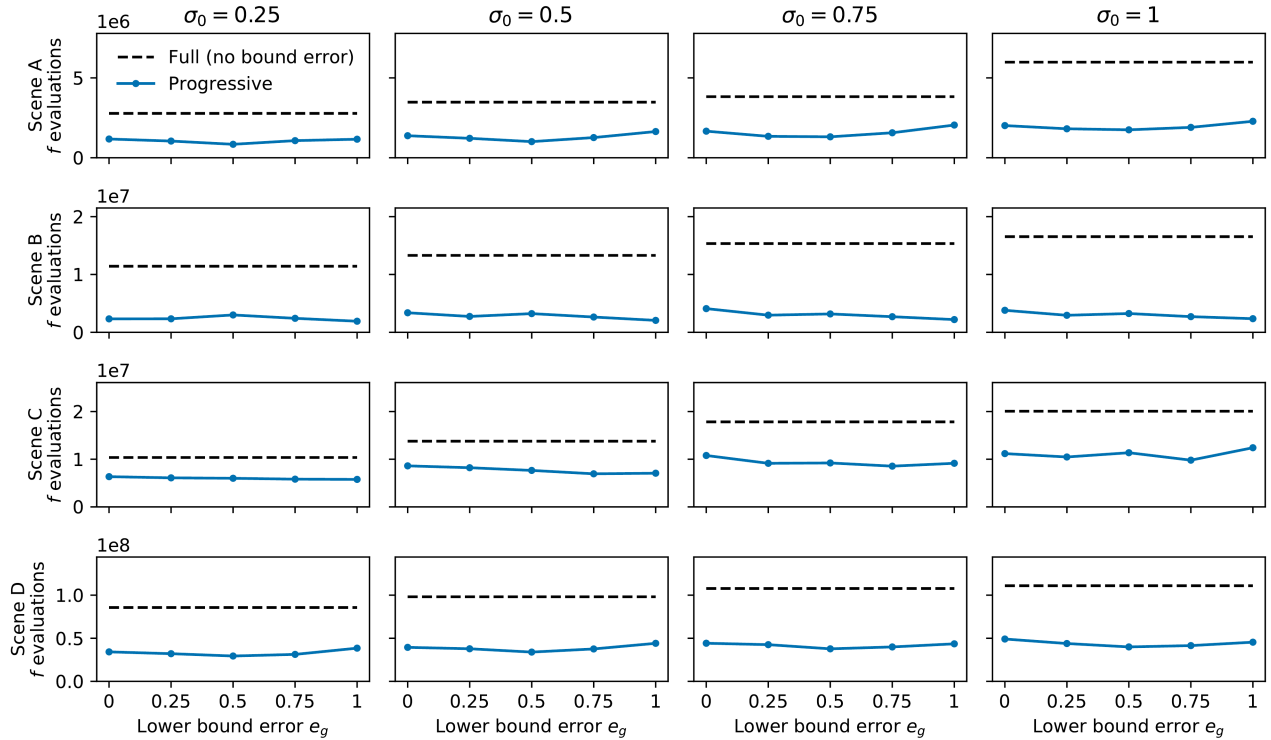 σ₀ = 0.25
σ₀ = 0.5
σ₀ = 0.75
σ₀ = 1
1e6
Full (no bound error)
Progressive
Scene A
f evaluations
5
0
1e7
Scene B
f evaluations
2
1
0
1e7
Scene C
f evaluations
2
1
0
1e8
Scene D
f evaluations
1.0
0.5
0.0
0 0.25 0.5 0.75 1
0 0.25 0.5 0.75 1
0 0.25 0.5 0.75 1
0 0.25 0.5 0.75 1
Lower bound error e_g
Lower bound error e_g
Lower bound error e_g
Lower bound error e_g